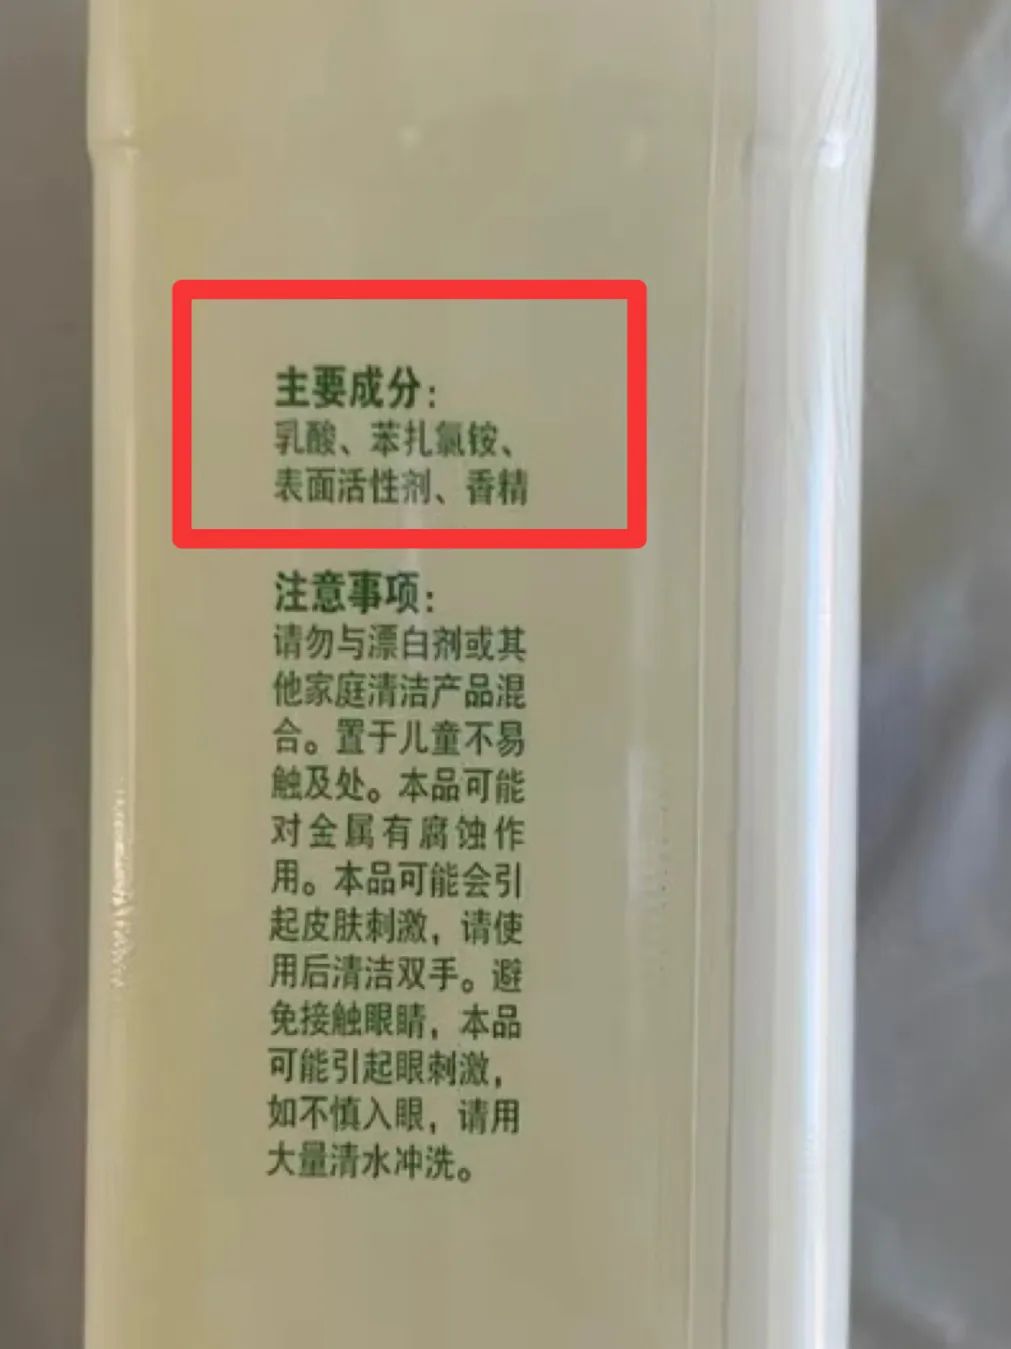 主要成分：
乳酸、苯扎氯铵、
表面活性剂、香精
注意事项：
请勿与漂白剂或其
他家庭清洁产品混
合。置于儿童不易
触及处。本品可能
对金属有腐蚀作
用。本品可能会引
起皮肤刺激，请使
用后清洁双手。避
免接触眼睛，本品
可能引起眼刺激，
如不慎入眼，请用
大量清水冲洗。